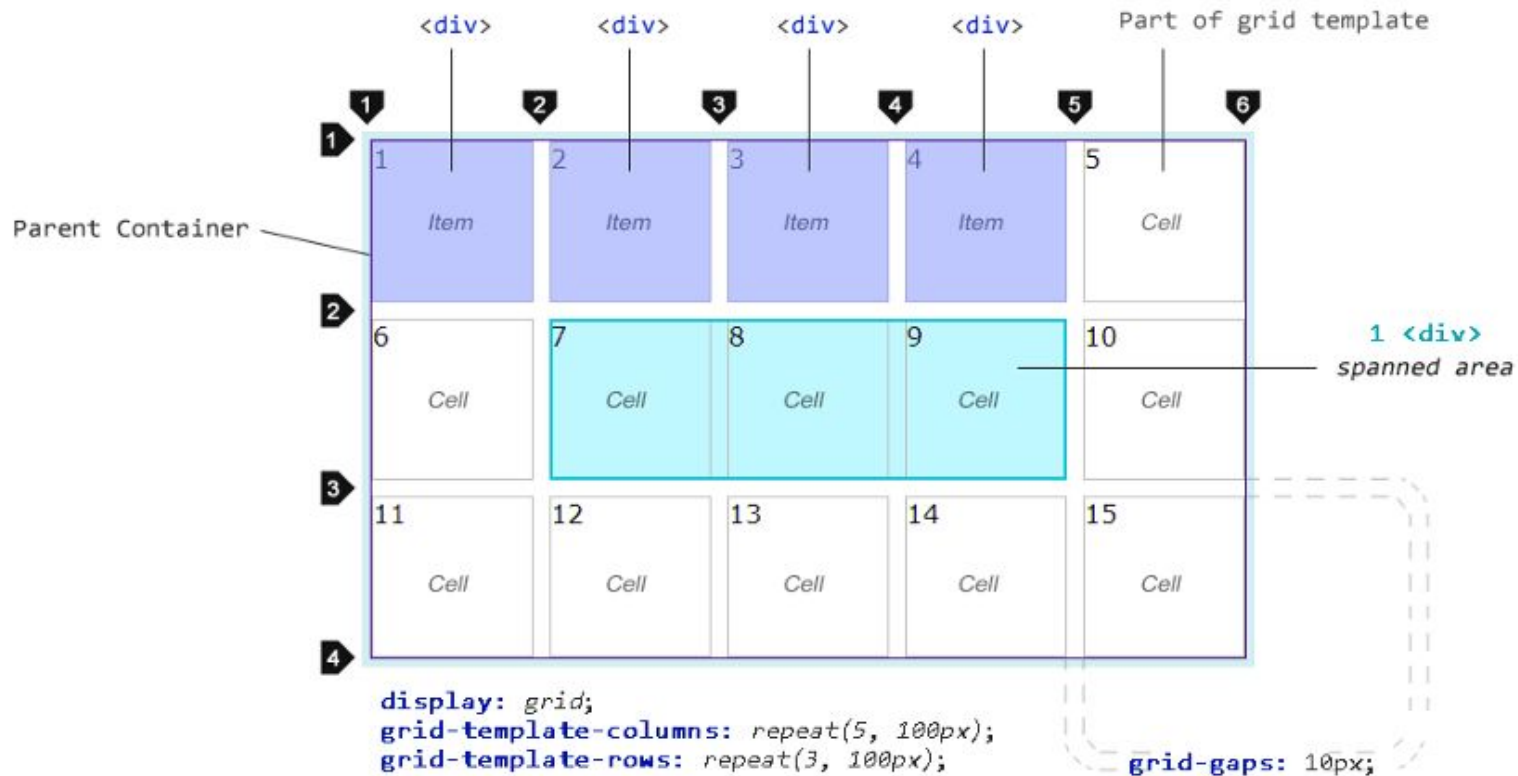 <div> <div> <div> <div> Part of grid template
1 2 3 4 5 6
1
1 2 3 4 5
Item Item Item Item Cell
Parent Container
2
6 7 8 9 10
1 <div>
spanned area
Cell Cell Cell Cell Cell
3
11 12 13 14 15
Cell Cell Cell Cell Cell
4
display: grid;
grid-template-columns: repeat(5, 100px);
grid-template-rows: repeat(3, 100px);
grid-gaps: 10px;